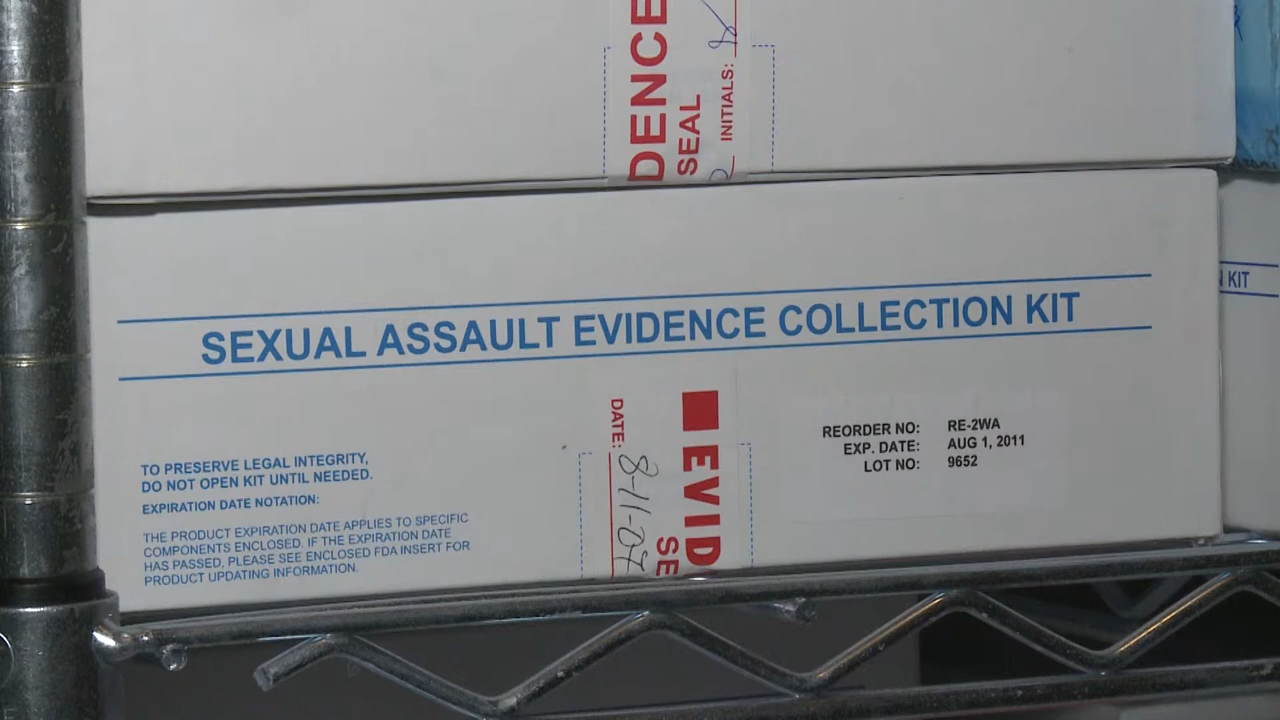 DENCE
SEAL
INITIALS:
SEXUAL ASSAULT EVIDENCE COLLECTION KIT
KIT
TO PRESERVE LEGAL INTEGRITY,
DO NOT OPEN KIT UNTIL NEEDED.
EXPIRATION DATE NOTATION:
THE PRODUCT EXPIRATION DATE APPLIES TO SPECIFIC
COMPONENTS ENCLOSED. IF THE EXPIRATION DATE
HAS PASSED, PLEASE SEE ENCLOSED FDA INSERT FOR
PRODUCT UPDATING INFORMATION.
DATE: 8-11-07
EVID
SE
REORDER NO: RE-2WA
EXP. DATE: AUG 1, 2011
LOT NO: 9652